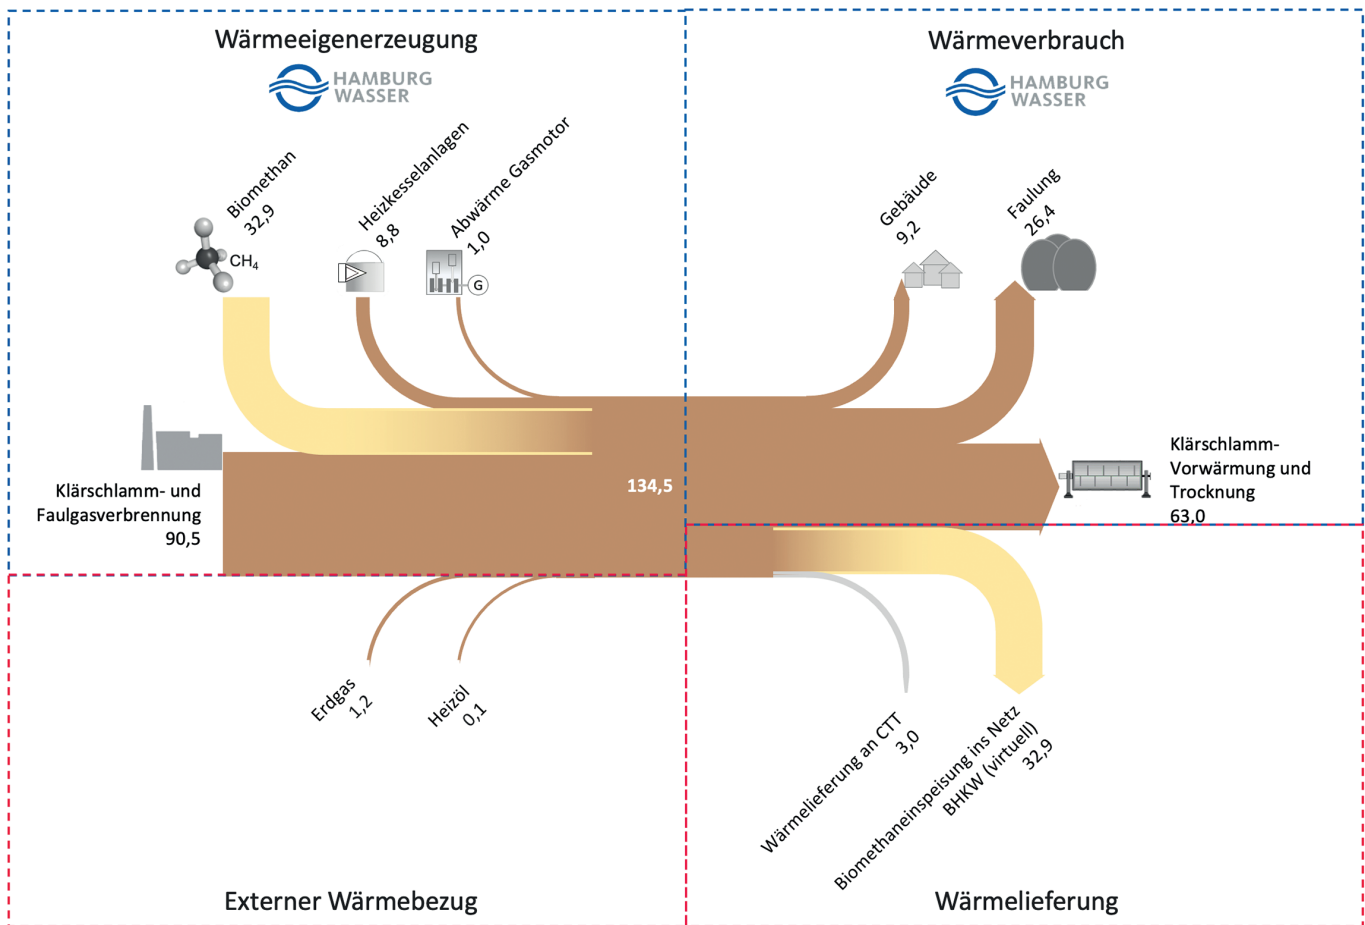 Wärmeeigenerzeugung
HAMBURG
WASSER
Wärmeverbrauch
HAMBURG
WASSER
Biomethan
32,9
CH4
Heizkesselanlagen
8,8
Abwärme Gasmotor
1,0
G
Gebäude
9,2
Faulung
26,4
Klärschlamm- und
Faulgasverbrennung
90,5
134,5
Klärschlamm-
Vorwärmung und
Trocknung
63,0
Erdgas
1,2
Heizöl
0,1
Wärmelieferung an CTT
3,0
Biomethaneinspeisung ins Netz
BHKW (virtuell)
32,9
Externer Wärmebezug
Wärmelieferung